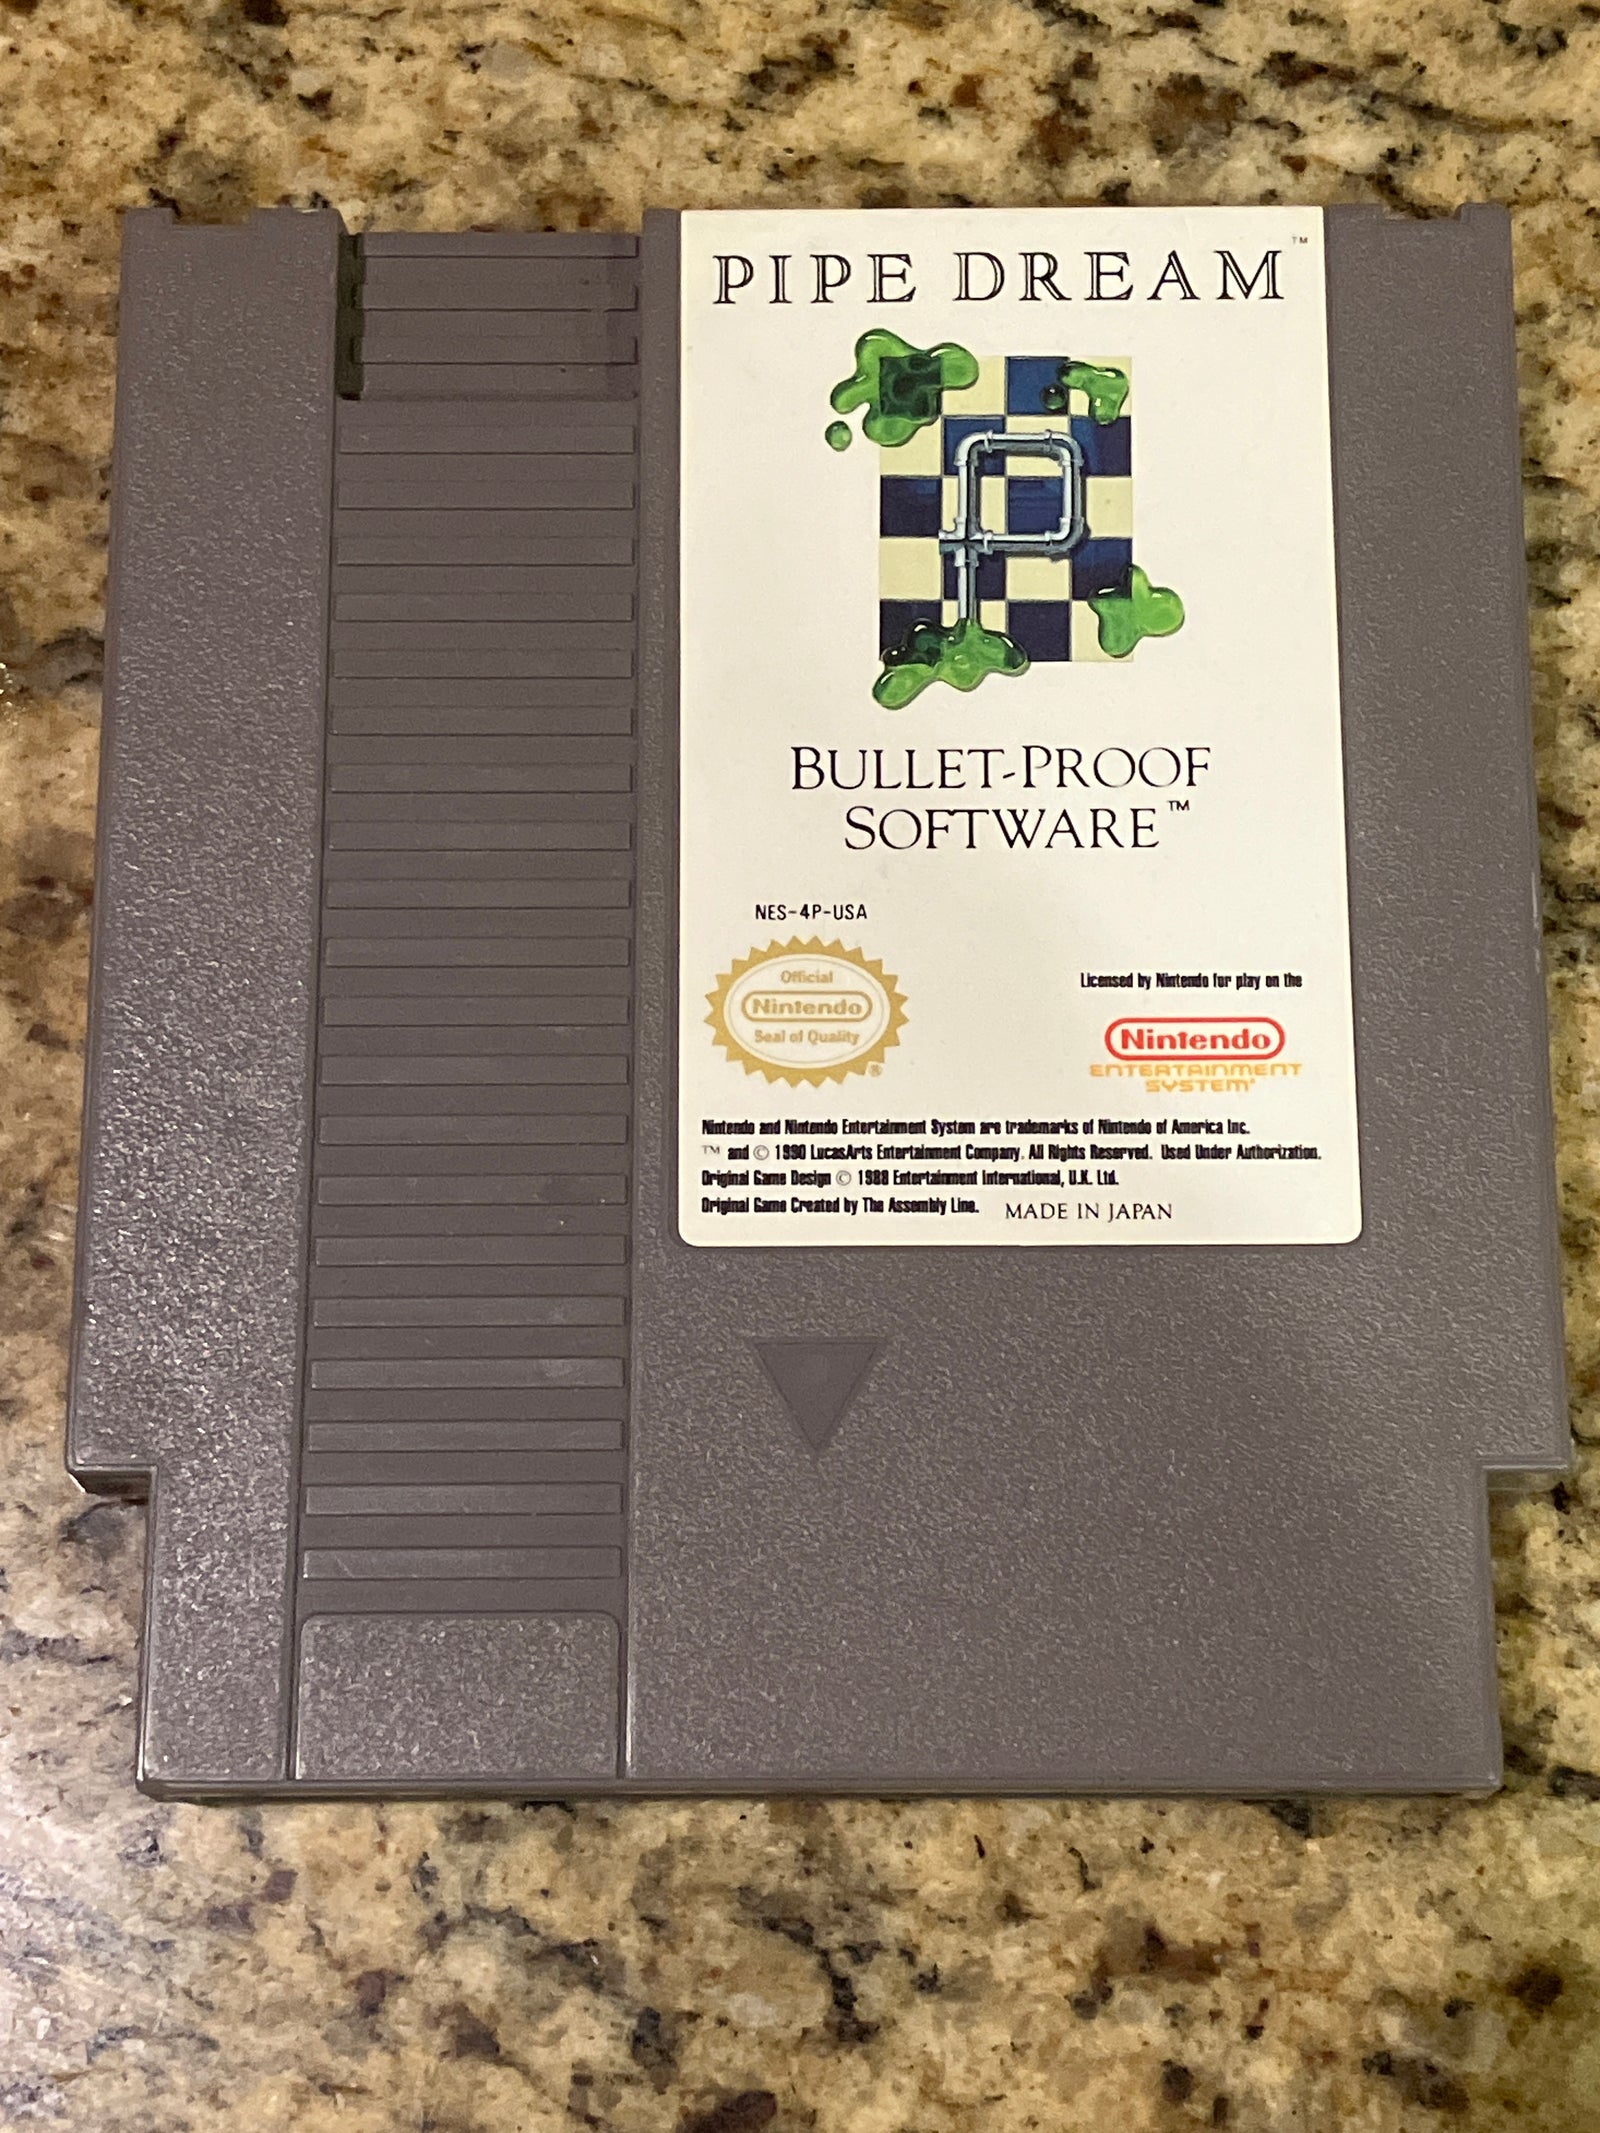 PIPE DREAM™
BULLET-PROOF
SOFTWARE™
NES-4P-USA
Official
Nintendo
Seal of Quality
®
Licensed by Nintendo for play on the
Nintendo
ENTERTAINMENT
SYSTEM®
Nintendo and Nintendo Entertainment System are trademarks of Nintendo of America Inc.
™ and © 1990 LucasArts Entertainment Company. All Rights Reserved. Used Under Authorization.
Original Game Design © 1988 Entertainment International, U.K. Ltd.
Original Game Created by The Assembly Line. MADE IN JAPAN